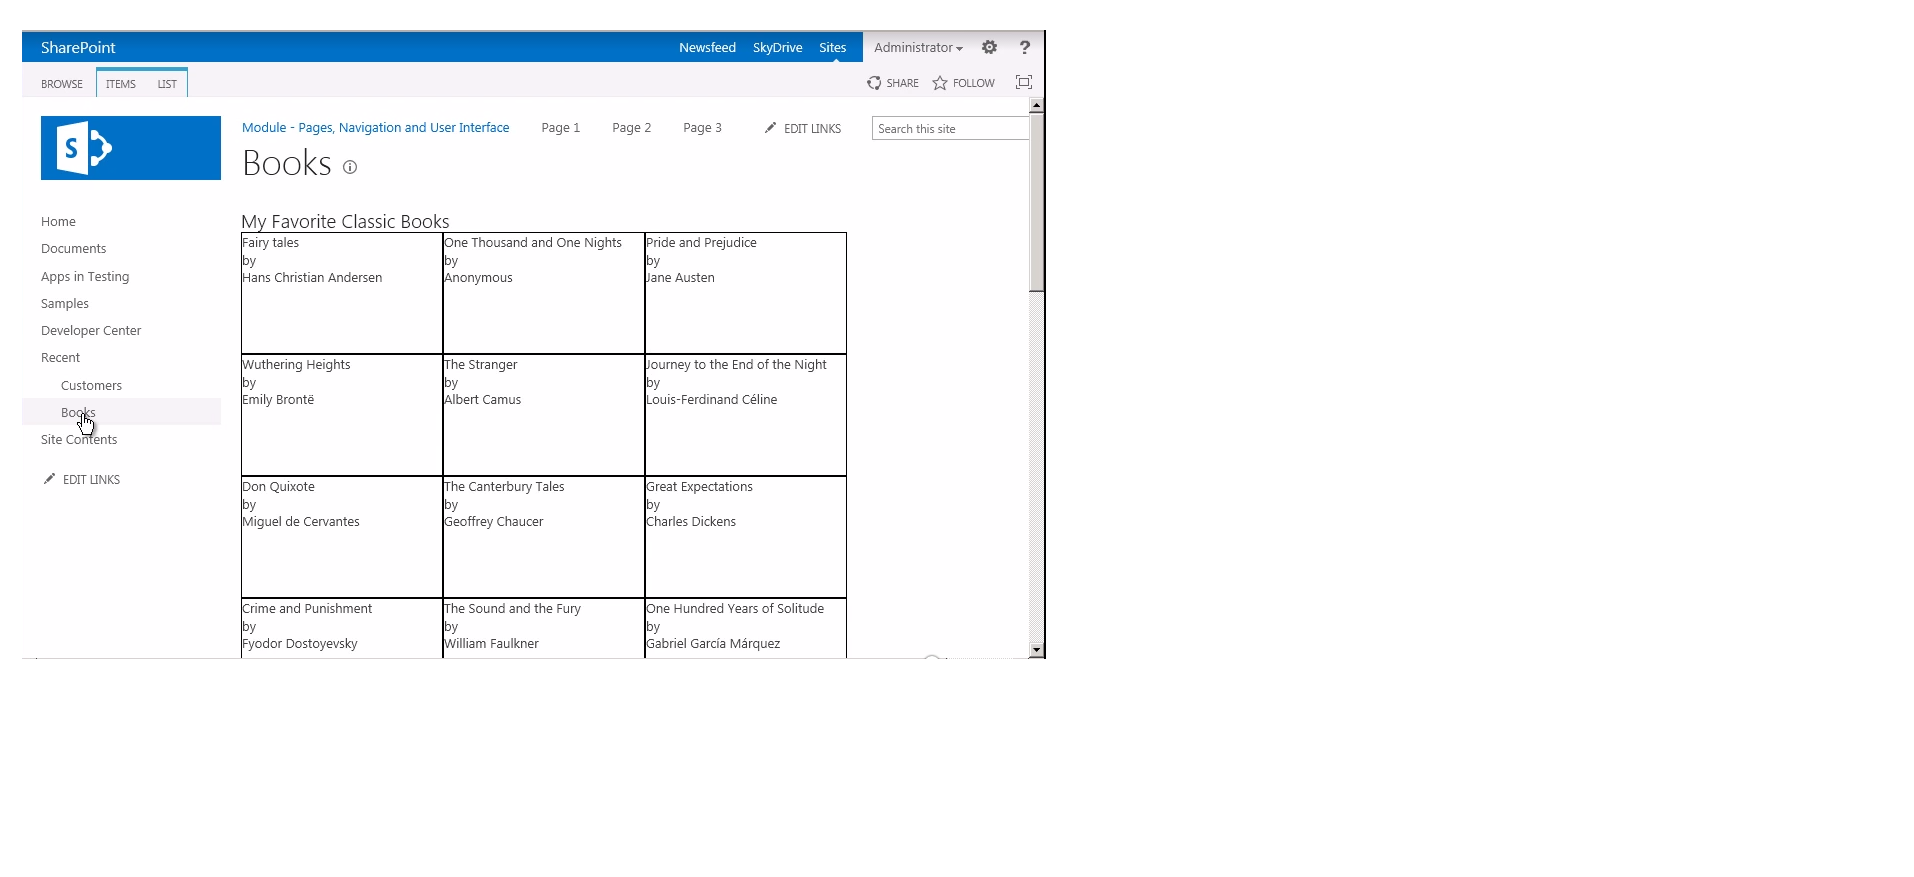 SharePoint
Newsfeed SkyDrive Sites Administrator ?
BROWSE ITEMS LIST SHARE FOLLOW
S
Module - Pages, Navigation and User Interface Page 1 Page 2 Page 3 EDIT LINKS Search this site
Books
Home
Documents
Apps in Testing
Samples
Developer Center
Recent
Customers
Books
Site Contents
EDIT LINKS
My Favorite Classic Books
Fairy tales
by
Hans Christian Andersen
One Thousand and One Nights
by
Anonymous
Pride and Prejudice
by
Jane Austen
Wuthering Heights
by
Emily Brontë
The Stranger
by
Albert Camus
Journey to the End of the Night
by
Louis-Ferdinand Céline
Don Quixote
by
Miguel de Cervantes
The Canterbury Tales
by
Geoffrey Chaucer
Great Expectations
by
Charles Dickens
Crime and Punishment
by
Fyodor Dostoyevsky
The Sound and the Fury
by
William Faulkner
One Hundred Years of Solitude
by
Gabriel García Márquez